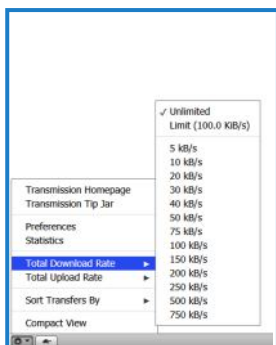 ✓ Unlimited
Limit (100.0 KiB/s)
5 kB/s
10 kB/s
20 kB/s
30 kB/s
40 kB/s
50 kB/s
75 kB/s
100 kB/s
150 kB/s
200 kB/s
250 kB/s
500 kB/s
750 kB/s
Transmission Homepage
Transmission Tip Jar
Preferences
Statistics
Total Download Rate
Total Upload Rate
Sort Transfers By
Compact View